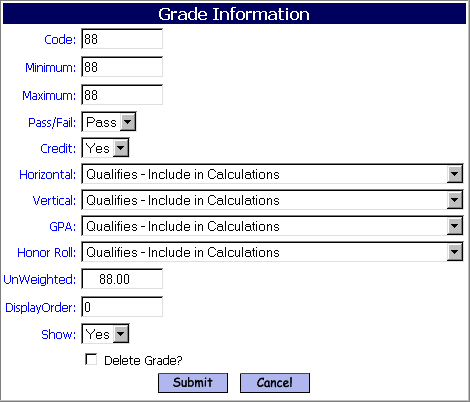 Grade Information
Code: 88
Minimum: 88
Maximum: 88
Pass/Fail: Pass
Credit: Yes
Horizontal: Qualifies - Include in Calculations
Vertical: Qualifies - Include in Calculations
GPA: Qualifies - Include in Calculations
Honor Roll: Qualifies - Include in Calculations
UnWeighted: 88.00
DisplayOrder: 0
Show: Yes
Delete Grade?
Submit Cancel